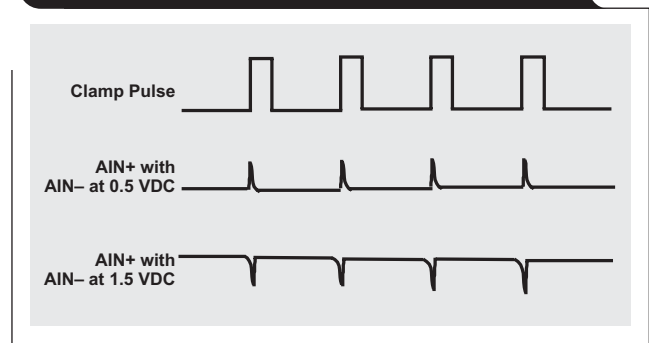 Clamp Pulse
AIN+ with
AIN– at 0.5 VDC
AIN+ with
AIN– at 1.5 VDC